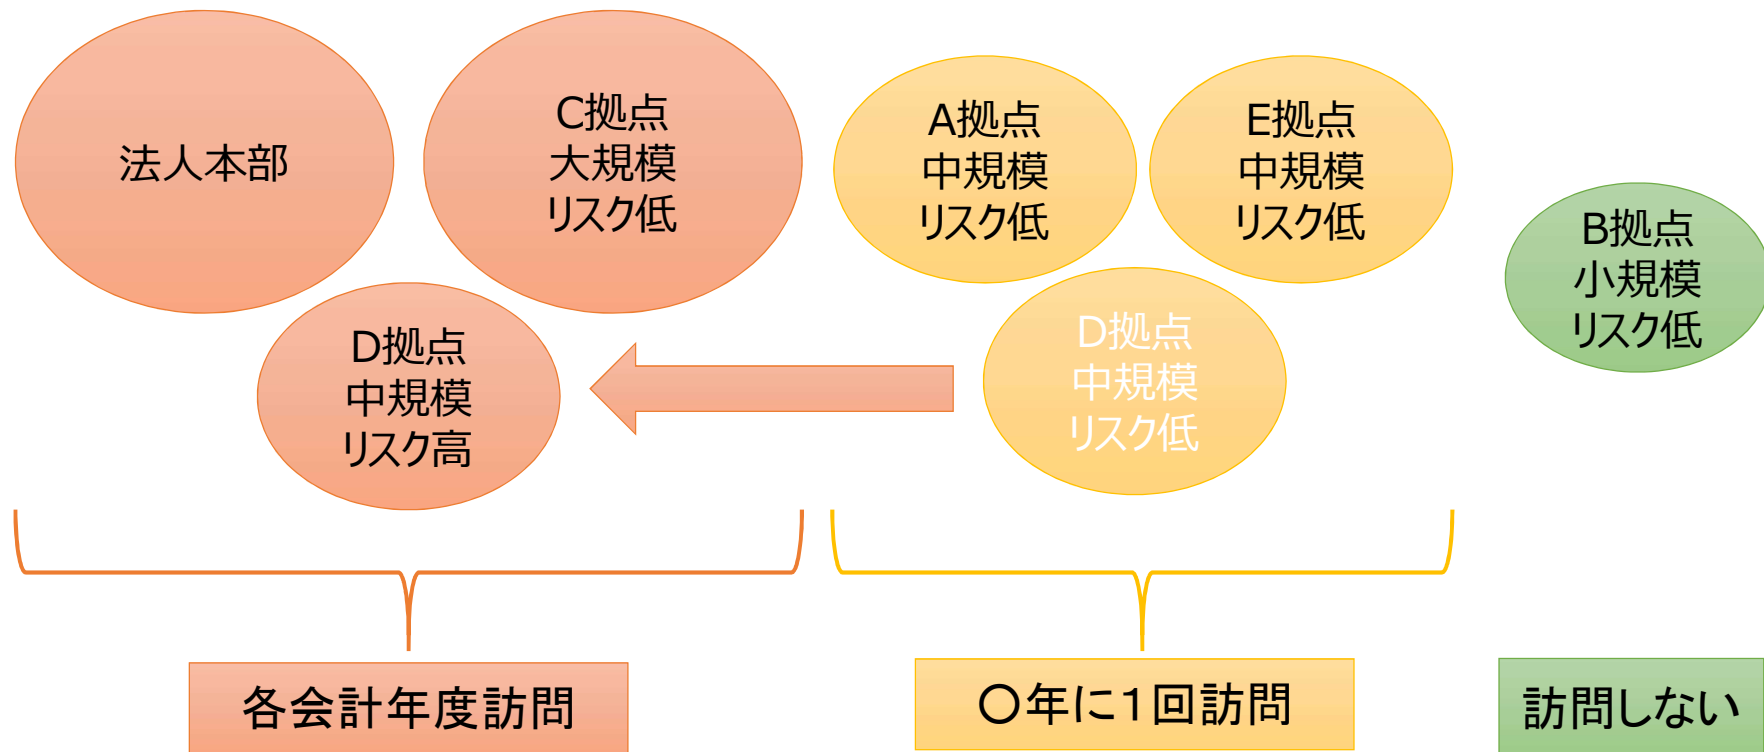 法人本部
C拠点
大規模
リスク低
D拠点
中規模
リスク高
A拠点
中規模
リスク低
E拠点
中規模
リスク低
D拠点
中規模
リスク低
B拠点
小規模
リスク低
各会計年度訪問
〇年に1回訪問
訪問しない